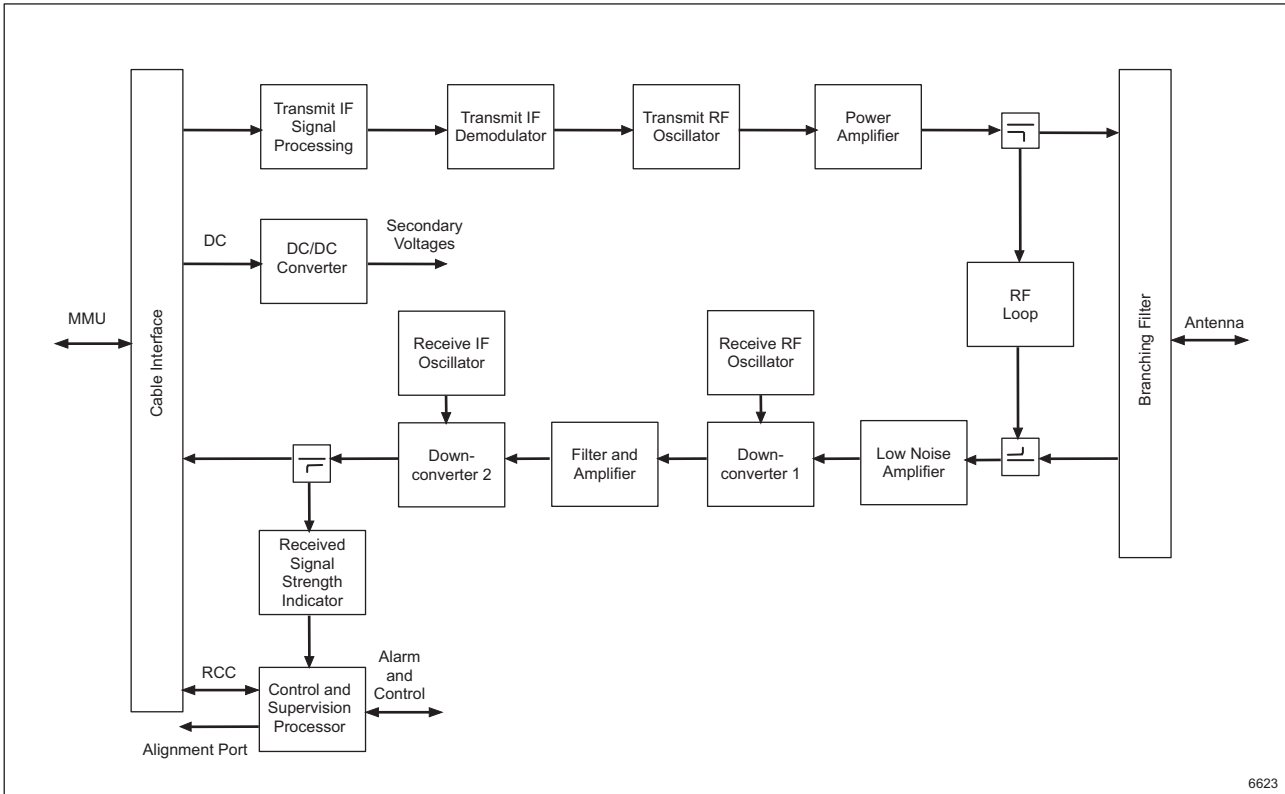 Transmit IF
Signal
Processing
Transmit IF
Demodulator
Transmit RF
Oscillator
Power
Amplifier
DC
DC/DC
Converter
Secondary
Voltages
RF
Loop
MMU
Cable Interface
Receive IF
Oscillator
Receive RF
Oscillator
Branching Filter
Antenna
Down-
converter 2
Filter and
Amplifier
Down-
converter 1
Low Noise
Amplifier
Received
Signal
Strength
Indicator
RCC
Control and
Supervision
Processor
Alarm
and
Control
Alignment Port
6623